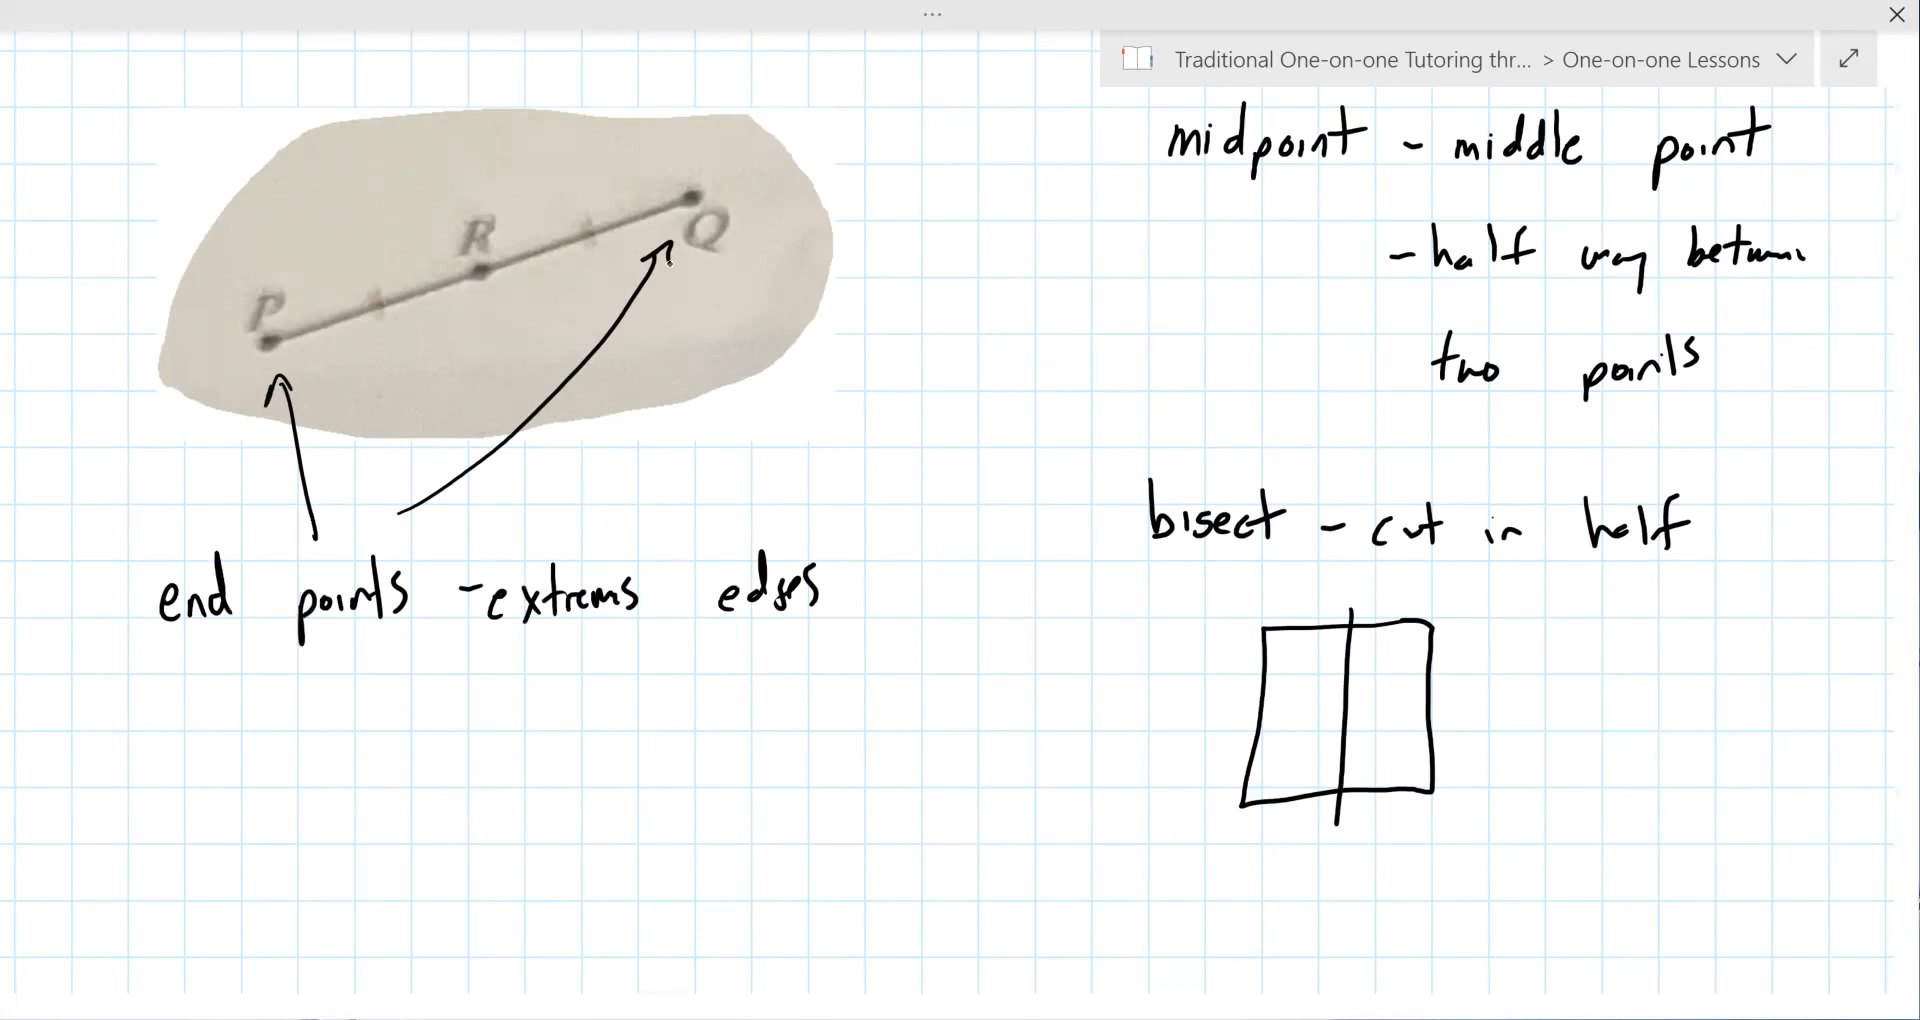 ...
Traditional One-on-one Tutoring thr... > One-on-one Lessons
midpoint - middle point
- half way between
two points
R
Q
P
bisect - cut in half
end points - extremes edges